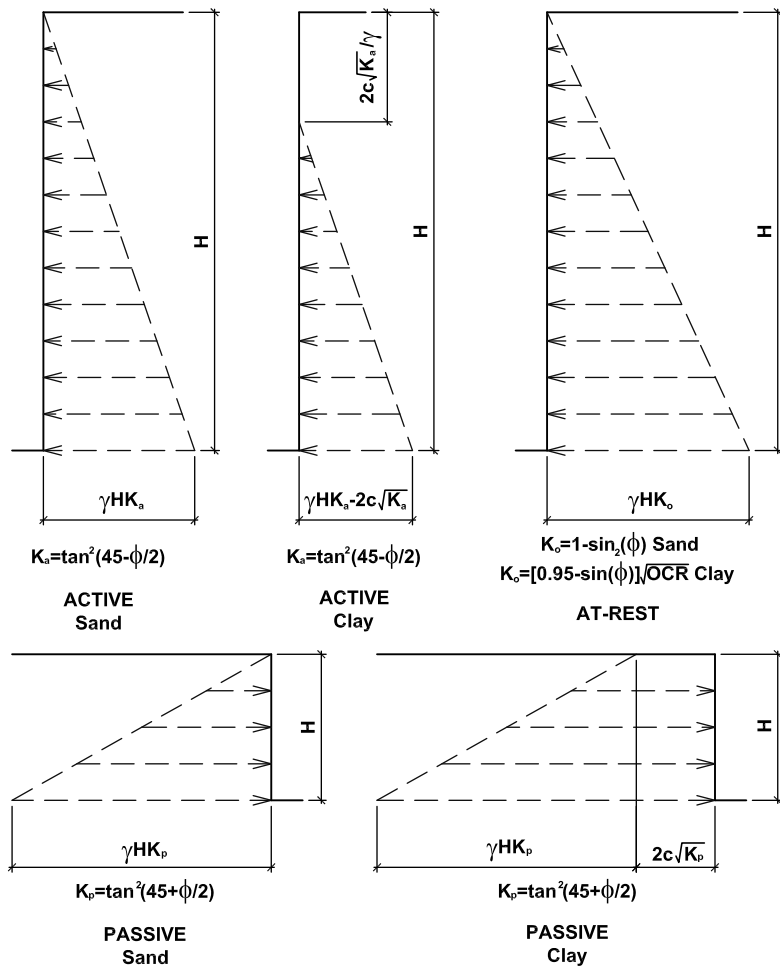 H
γHKₐ
Kₐ=tan²(45-ϕ/2)
ACTIVE
Sand
2c√Kₐ/γ
H
γHKₐ-2c√Kₐ
Kₐ=tan²(45-ϕ/2)
ACTIVE
Clay
H
γHKₒ
Kₒ=1-sin₂(ϕ) Sand
Kₒ=[0.95-sin(ϕ)]√OCR Clay
AT-REST
H
γHKₚ
Kₚ=tan²(45+ϕ/2)
PASSIVE
Sand
H
γHKₚ
2c√Kₚ
Kₚ=tan²(45+ϕ/2)
PASSIVE
Clay